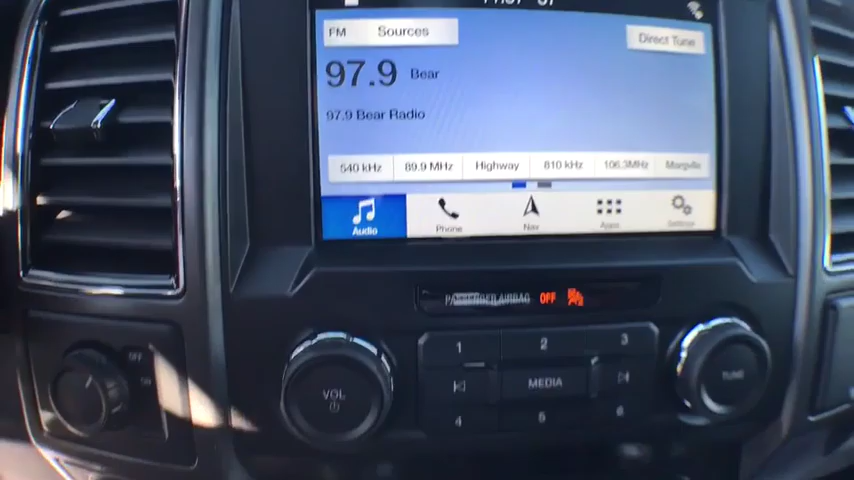 FM Sources
Direct Tune
97.9 Bear
97.9 Bear Radio
540 kHz 89.9 MHz Highway 810 kHz 106.3MHz Margvlle
Audio Phone Nav Apps Settings
PASSENGER AIRBAG OFF
OFF
1 2 3
VOL
MEDIA
TUNE
4 5 6